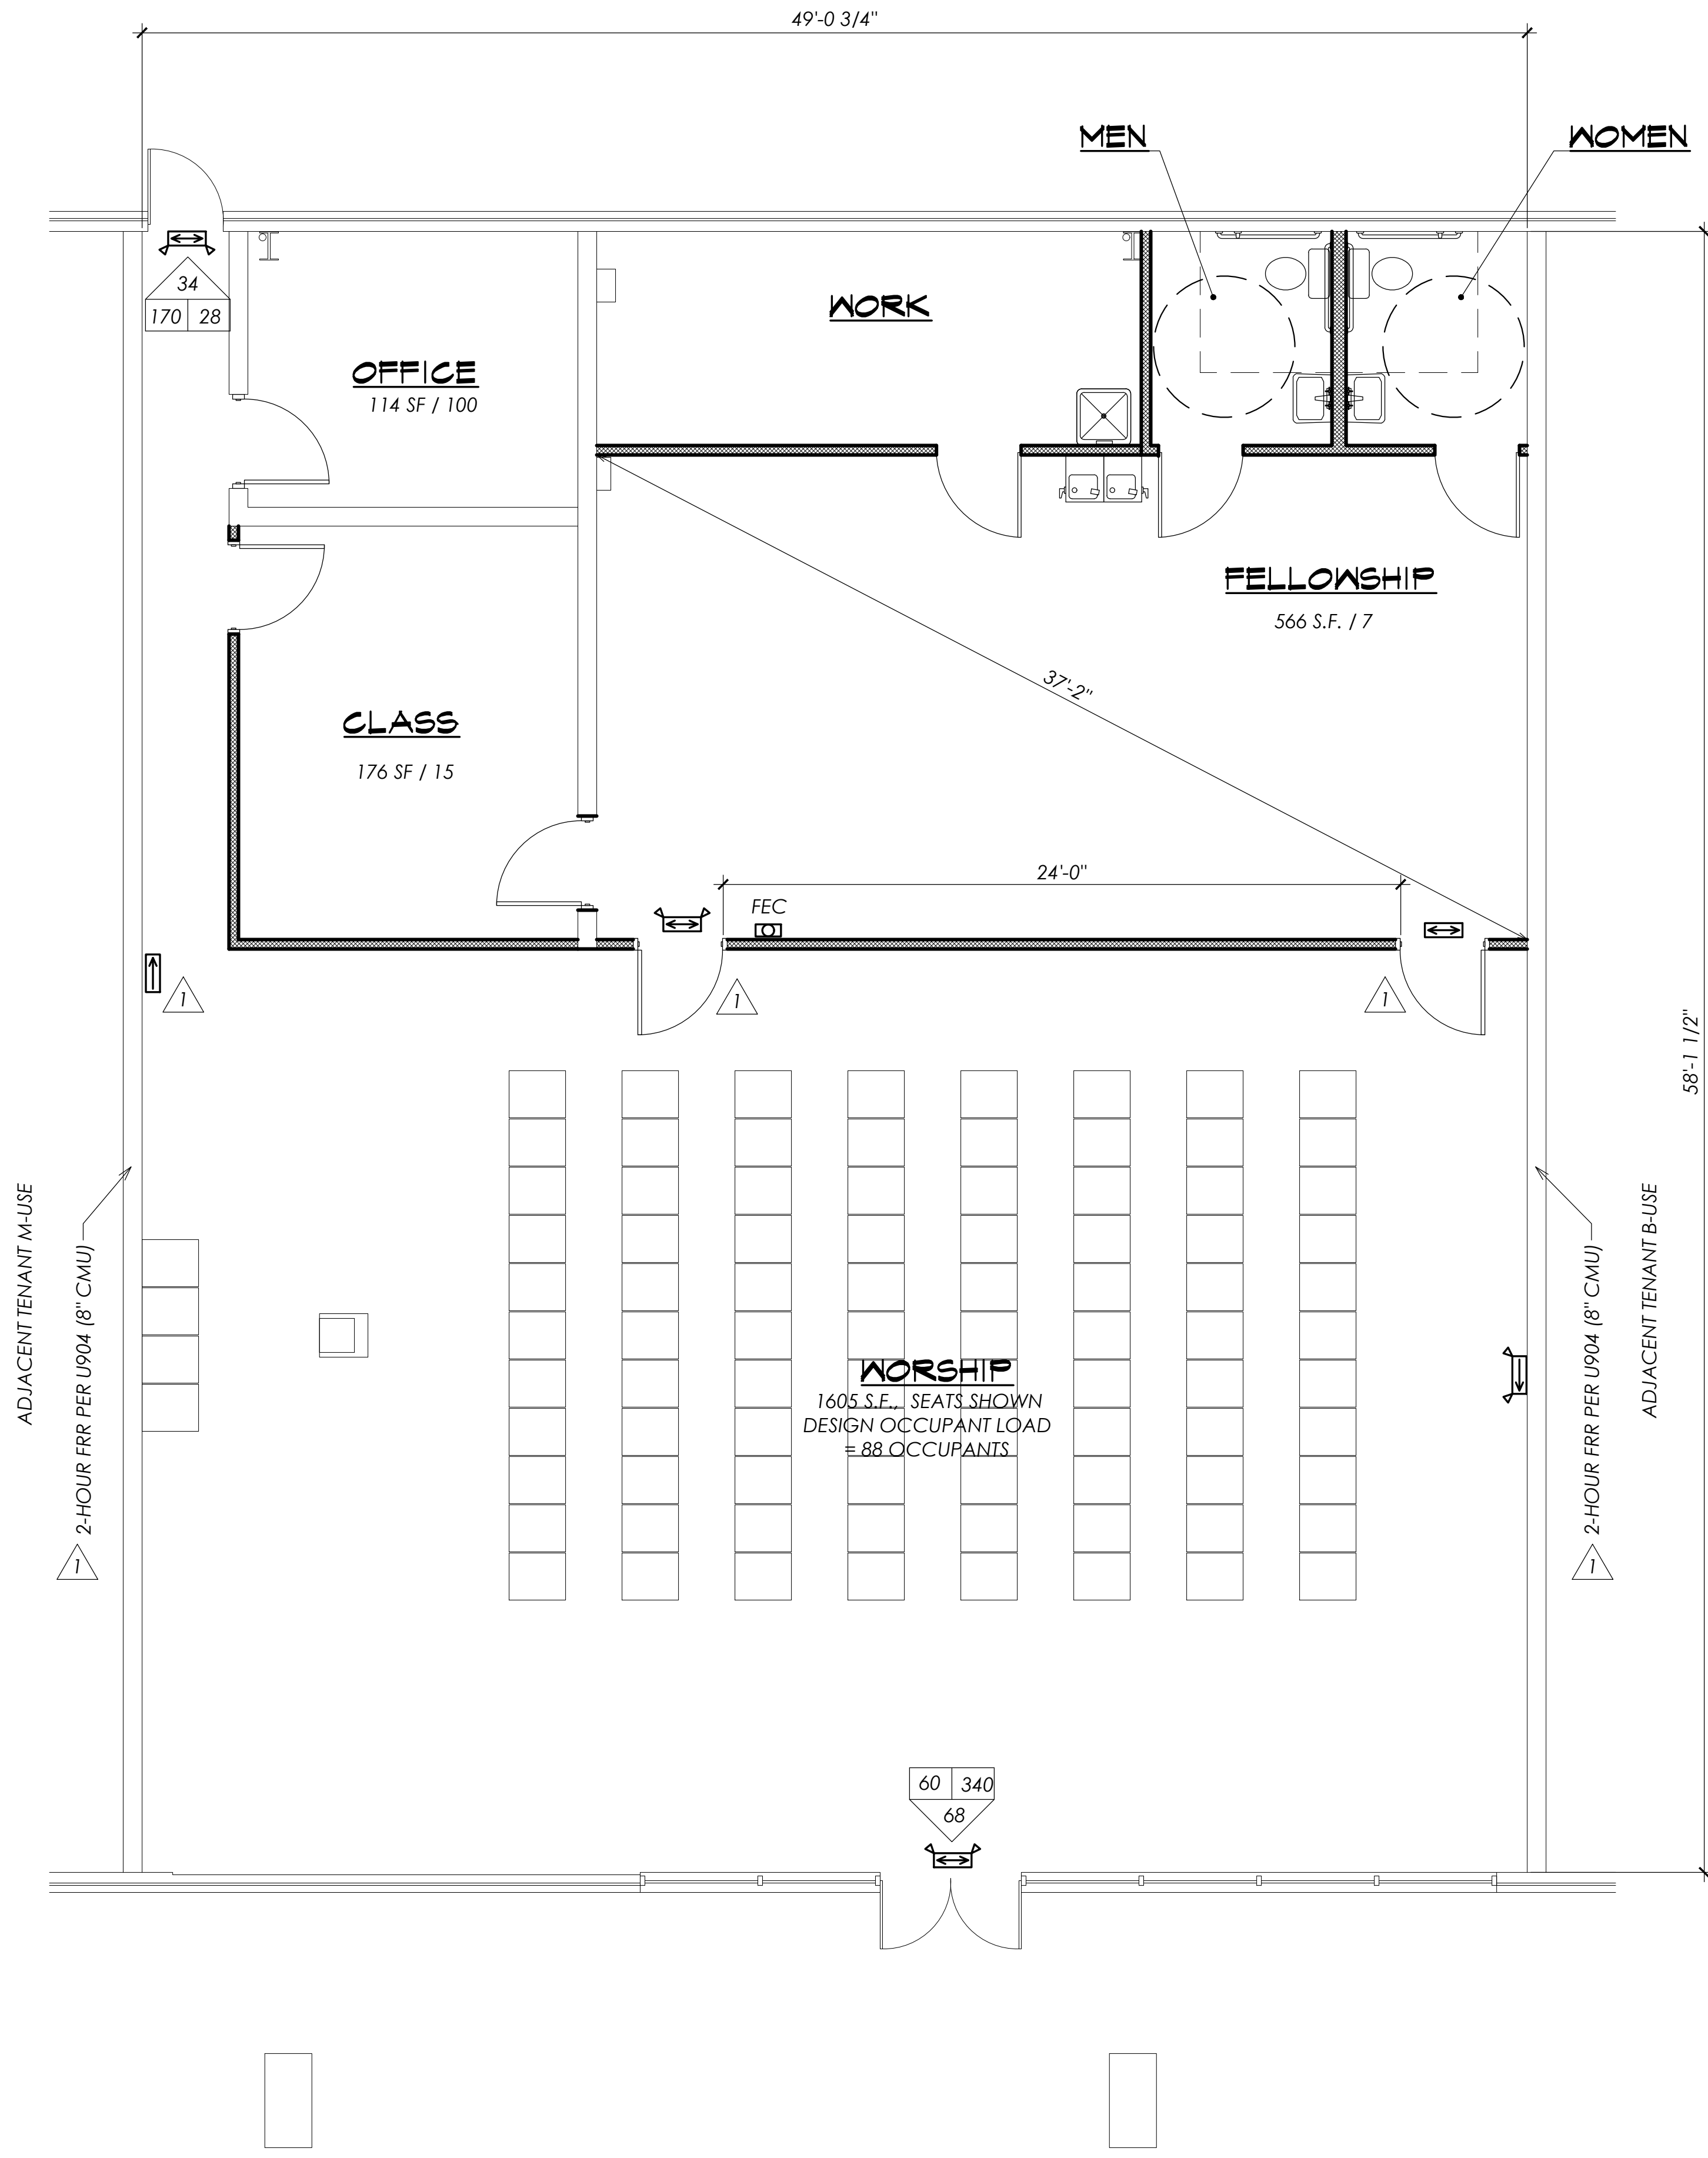 49'-0 3/4"
MEN
WOMEN
34
170 28
OFFICE
114 SF / 100
WORK
FELLOWSHIP
566 S.F. / 7
37'-2"
CLASS
176 SF / 15
24'-0"
FEC
1
1
1
58'-1 1/2"
ADJACENT TENANT M-USE
2-HOUR FRR PER U904 (8" CMU)
1
WORSHIP
1605 S.F., SEATS SHOWN
DESIGN OCCUPANT LOAD
= 88 OCCUPANTS
2-HOUR FRR PER U904 (8" CMU)
1
ADJACENT TENANT B-USE
60 340
68